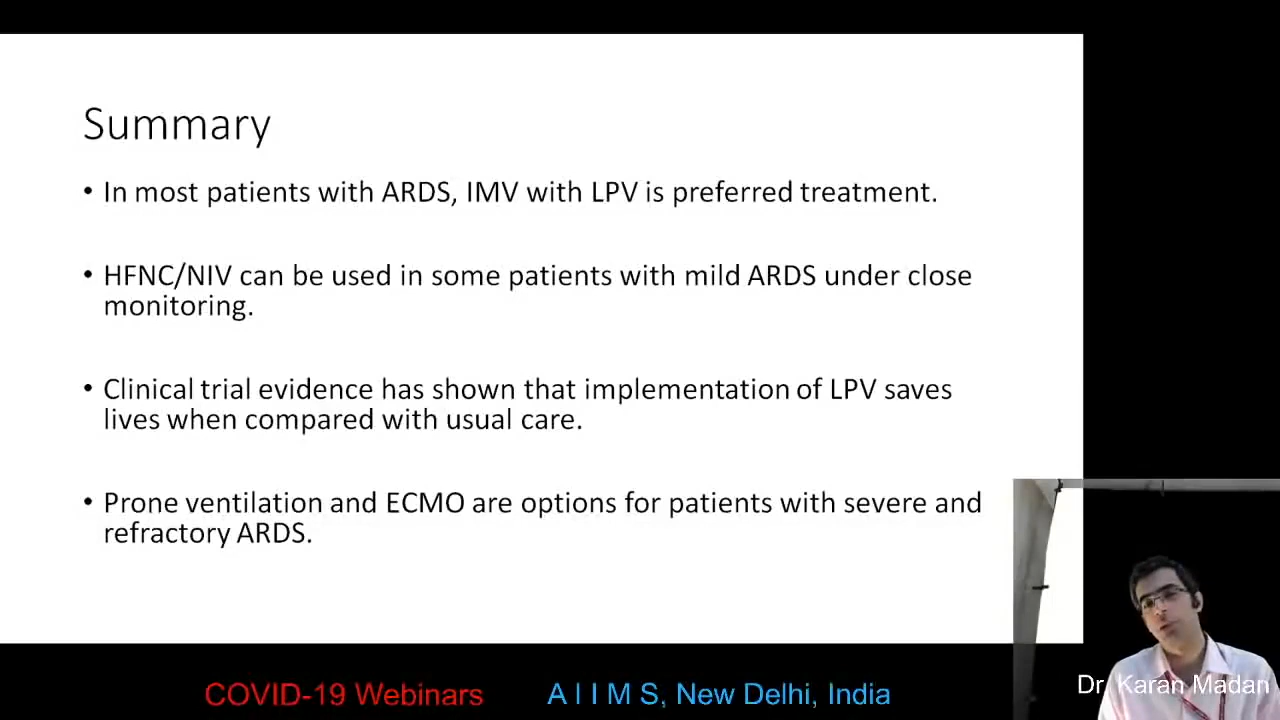 Summary
• In most patients with ARDS, IMV with LPV is preferred treatment.
• HFNC/NIV can be used in some patients with mild ARDS under close
monitoring.
• Clinical trial evidence has shown that implementation of LPV saves
lives when compared with usual care.
• Prone ventilation and ECMO are options for patients with severe and
refractory ARDS.
Dr. Karan Madan
COVID-19 Webinars
A I I M S, New Delhi, India